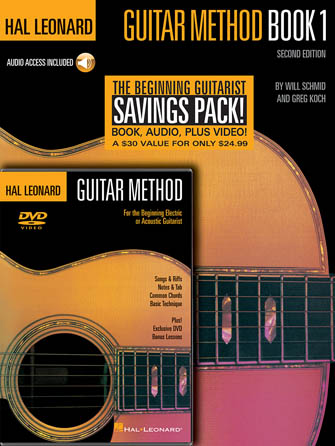 HAL LEONARD
GUITAR METHOD BOOK 1
SECOND EDITION
AUDIO ACCESS INCLUDED
BY WILL SCHMID
AND GREG KOCH
THE BEGINNING GUITARIST
SAVINGS PACK!
BOOK, AUDIO, PLUS VIDEO!
A $30 VALUE FOR ONLY $24.99
HAL LEONARD
GUITAR METHOD
DVD
VIDEO
For the Beginning Electric
or Acoustic Guitarist
Songs & Riffs
Notes & Tab
Common Chords
Basic Technique
Plus!
Exclusive DVD
Bonus Lessons
HAL•LEONARD®